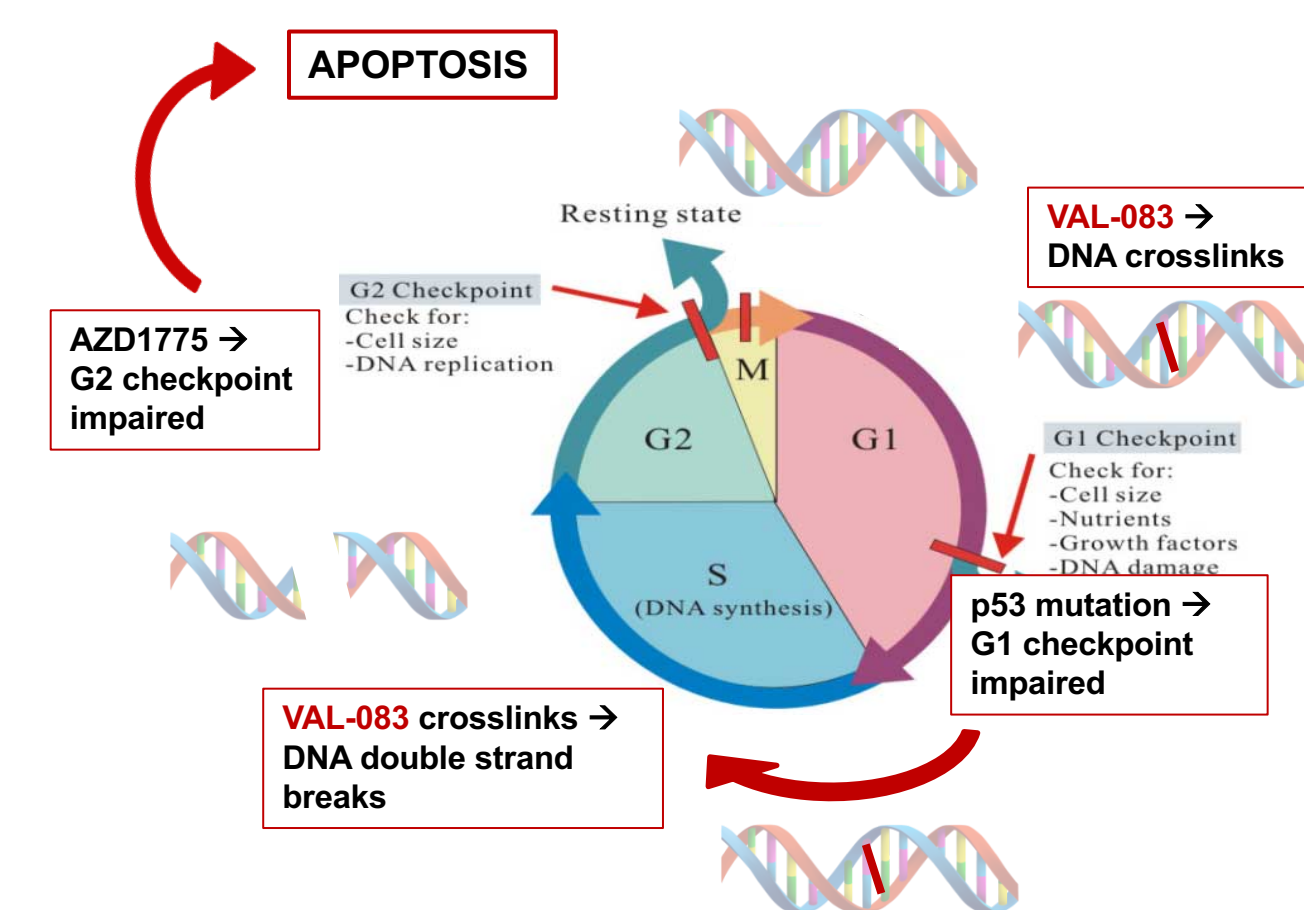 APOPTOSIS
Resting state
VAL-083 →
DNA crosslinks
G2 Checkpoint
Check for:
-Cell size
-DNA replication
AZD1775 →
G2 checkpoint
impaired
M
G2
G1
G1 Checkpoint
Check for:
-Cell size
-Nutrients
-Growth factors
-DNA damage
S
(DNA synthesis)
p53 mutation →
G1 checkpoint
impaired
VAL-083 crosslinks →
DNA double strand
breaks